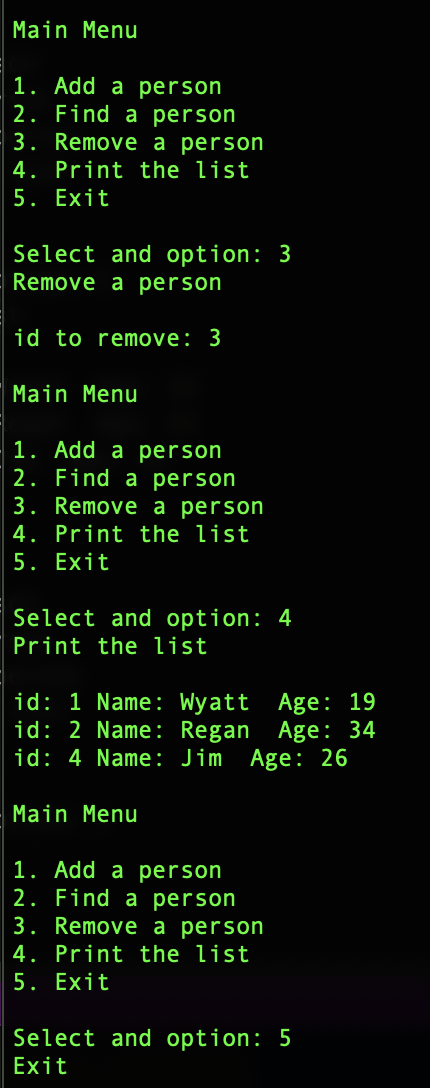 Main Menu
1. Add a person
2. Find a person
3. Remove a person
4. Print the list
5. Exit
Select and option: 3
Remove a person
id to remove: 3
Main Menu
1. Add a person
2. Find a person
3. Remove a person
4. Print the list
5. Exit
Select and option: 4
Print the list
id: 1 Name: Wyatt  Age: 19
id: 2 Name: Regan  Age: 34
id: 4 Name: Jim  Age: 26
Main Menu
1. Add a person
2. Find a person
3. Remove a person
4. Print the list
5. Exit
Select and option: 5
Exit